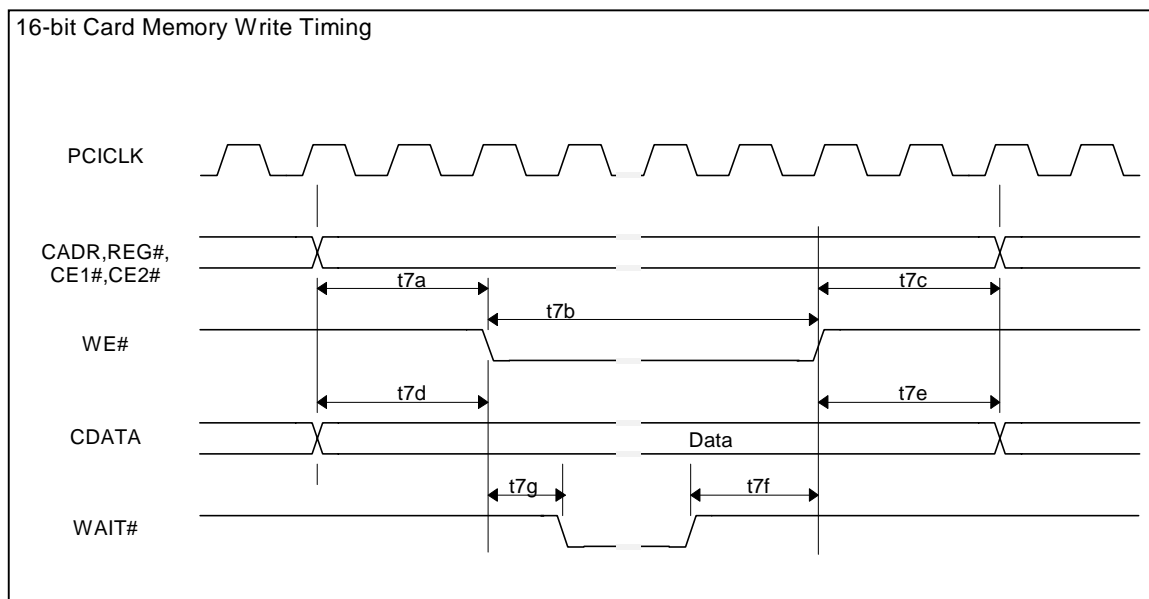 16-bit Card Memory Write Timing
PCICLK
CADR,REG#,
CE1#,CE2#
t7a
t7c
t7b
WE#
t7d
t7e
CDATA
Data
t7g
t7f
WAIT#